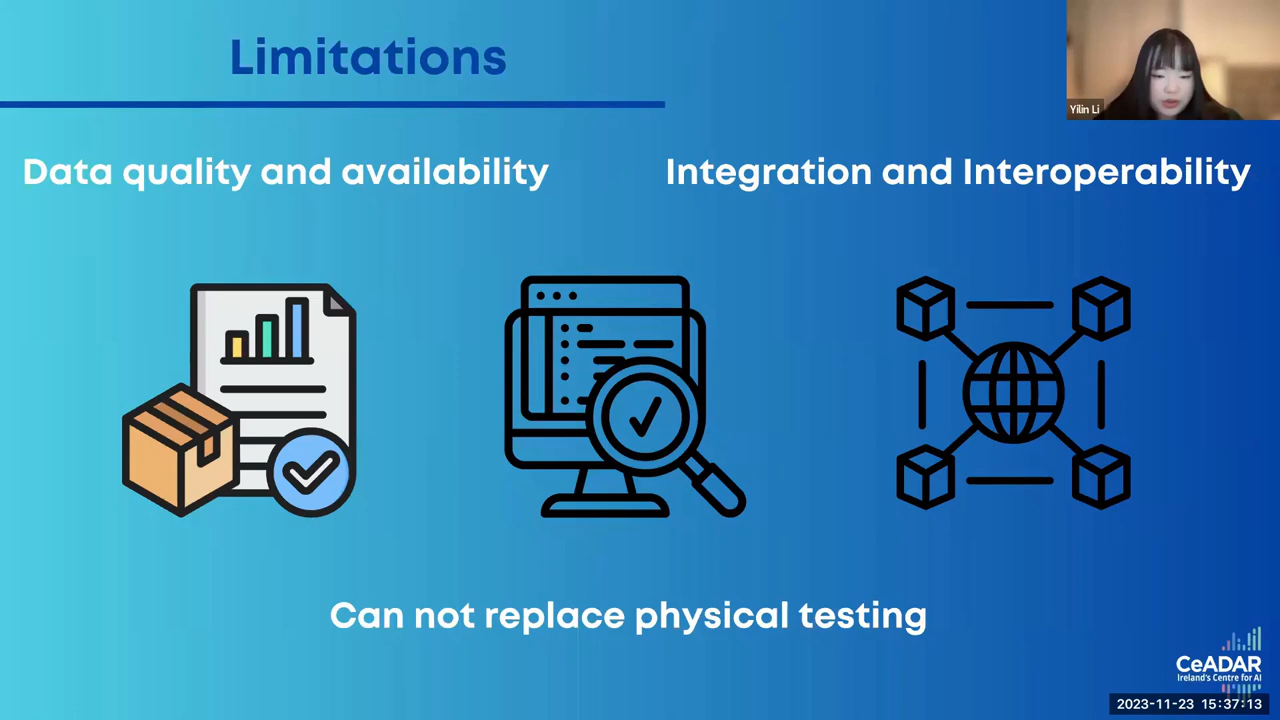 Limitations
Yilin Li
Data quality and availability
Integration and Interoperability
Can not replace physical testing
CeADAR
Ireland's Centre for AI
2023-11-23 15:37:13